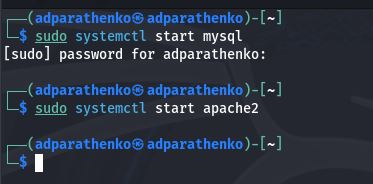 ┌──(adparathenko㉿adparathenko)-[~]
└─$ sudo systemctl start mysql
[sudo] password for adparathenko:
┌──(adparathenko㉿adparathenko)-[~]
└─$ sudo systemctl start apache2
┌──(adparathenko㉿adparathenko)-[~]
└─$